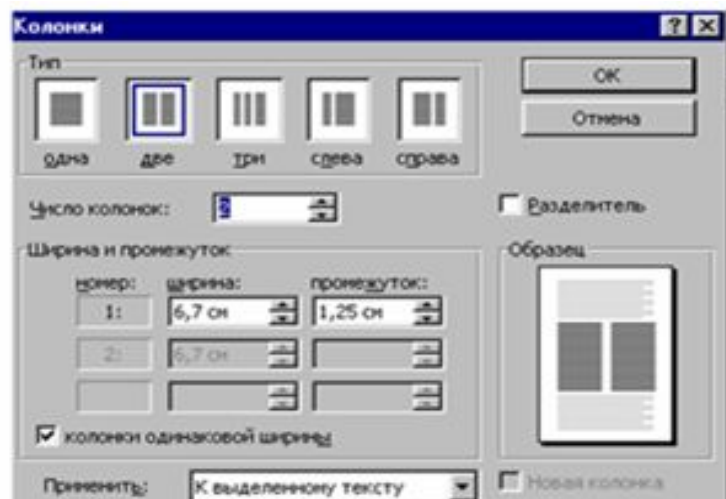 Колонки
Тип
ОК
Отмена
одна две три слева справа
Число колонок: 2
Разделитель
Ширина и промежуток
Образец
номер: ширина: промежуток:
1: 6,7 см 1,25 см
2: 6,7 см
колонки одинаковой ширины
Применить: К выделенному тексту
Новая колонка